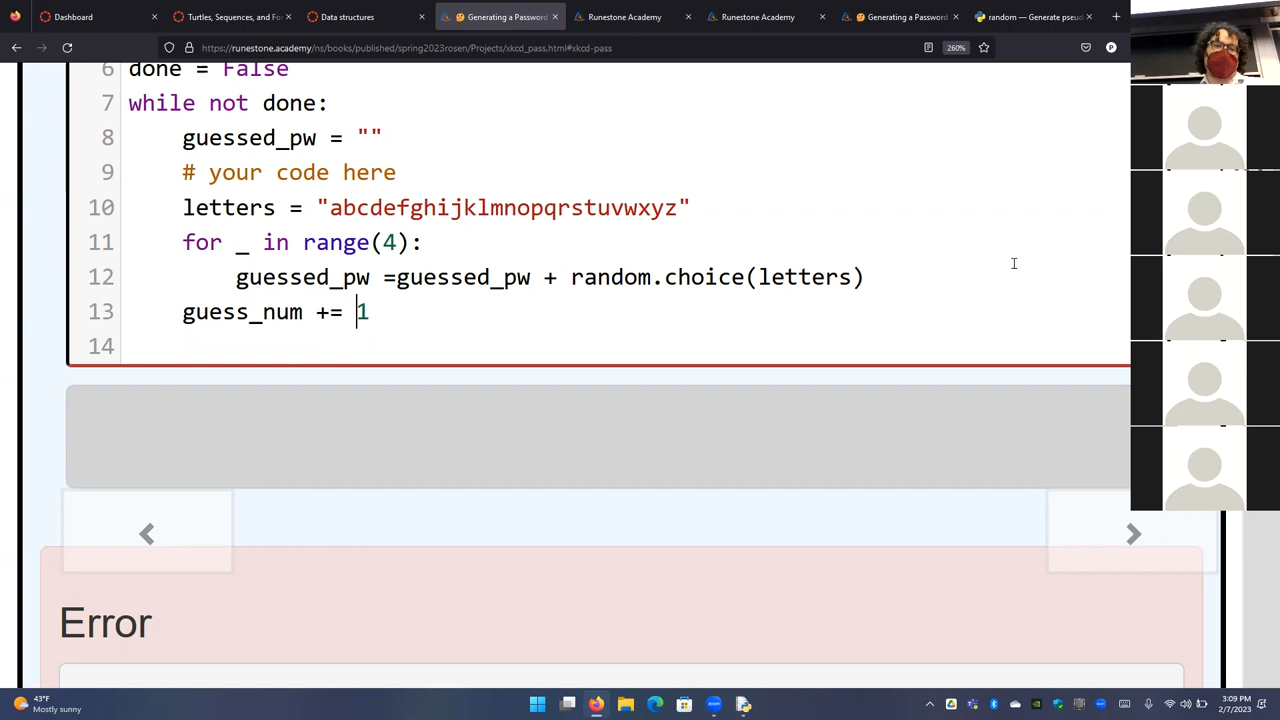 Dashboard
Turtles, Sequences, and For
Data structures
Generating a Password
Runestone Academy
Runestone Academy
Generating a Password
random — Generate pseud
https://runestone.academy/ns/books/published/spring2023rosen/Projects/xkcd_pass.html#xkcd-pass
260%
P
6 done = False
7 while not done:
8 guessed_pw = ""
9 # your code here
10 letters = "abcdefghijklmnopqrstuvwxyz"
11 for _ in range(4):
12 guessed_pw =guessed_pw + random.choice(letters)
13 guess_num += 1
14
Error
43°F
Mostly sunny
3:09 PM
2/7/2023